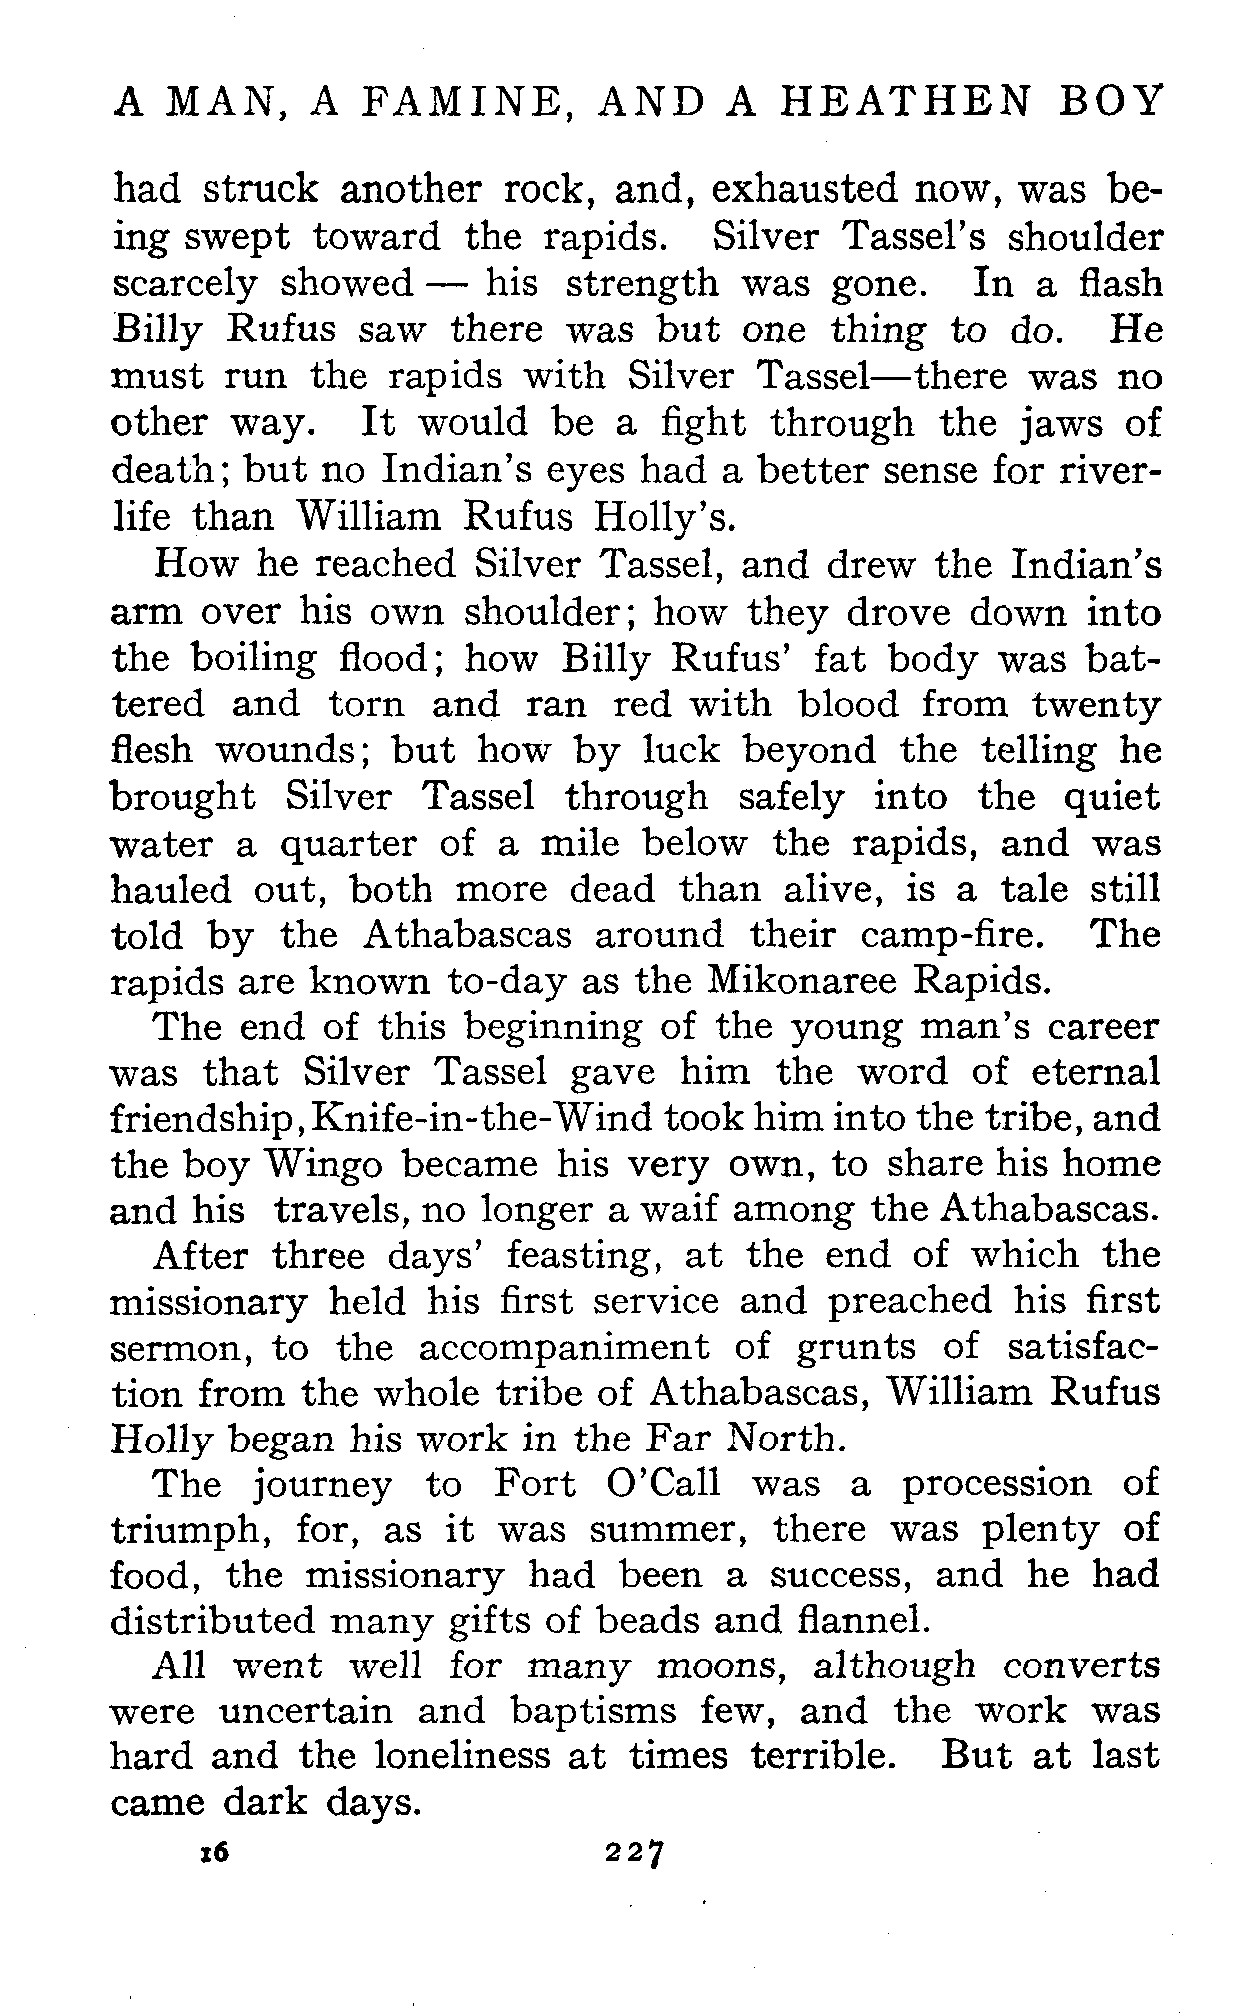 A MAN, A FAMINE, AND A HEATHEN BOY
had struck another rock, and, exhausted now, was be-
ing swept toward the rapids. Silver Tassel's shoulder
scarcely showed — his strength was gone. In a flash
Billy Rufus saw there was but one thing to do. He
must run the rapids with Silver Tassel—there was no
other way. It would be a fight through the jaws of
death; but no Indian's eyes had a better sense for river-
life than William Rufus Holly's.
How he reached Silver Tassel, and drew the Indian's
arm over his own shoulder; how they drove down into
the boiling flood; how Billy Rufus' fat body was bat-
tered and torn and ran red with blood from twenty
flesh wounds; but how by luck beyond the telling he
brought Silver Tassel through safely into the quiet
water a quarter of a mile below the rapids, and was
hauled out, both more dead than alive, is a tale still
told by the Athabascas around their camp-fire. The
rapids are known to-day as the Mikonaree Rapids.
The end of this beginning of the young man's career
was that Silver Tassel gave him the word of eternal
friendship, Knife-in-the-Wind took him into the tribe, and
the boy Wingo became his very own, to share his home
and his travels, no longer a waif among the Athabascas.
After three days' feasting, at the end of which the
missionary held his first service and preached his first
sermon, to the accompaniment of grunts of satisfac-
tion from the whole tribe of Athabascas, William Rufus
Holly began his work in the Far North.
The journey to Fort O'Call was a procession of
triumph, for, as it was summer, there was plenty of
food, the missionary had been a success, and he had
distributed many gifts of beads and flannel.
All went well for many moons, although converts
were uncertain and baptisms few, and the work was
hard and the loneliness at times terrible. But at last
came dark days.
16 227